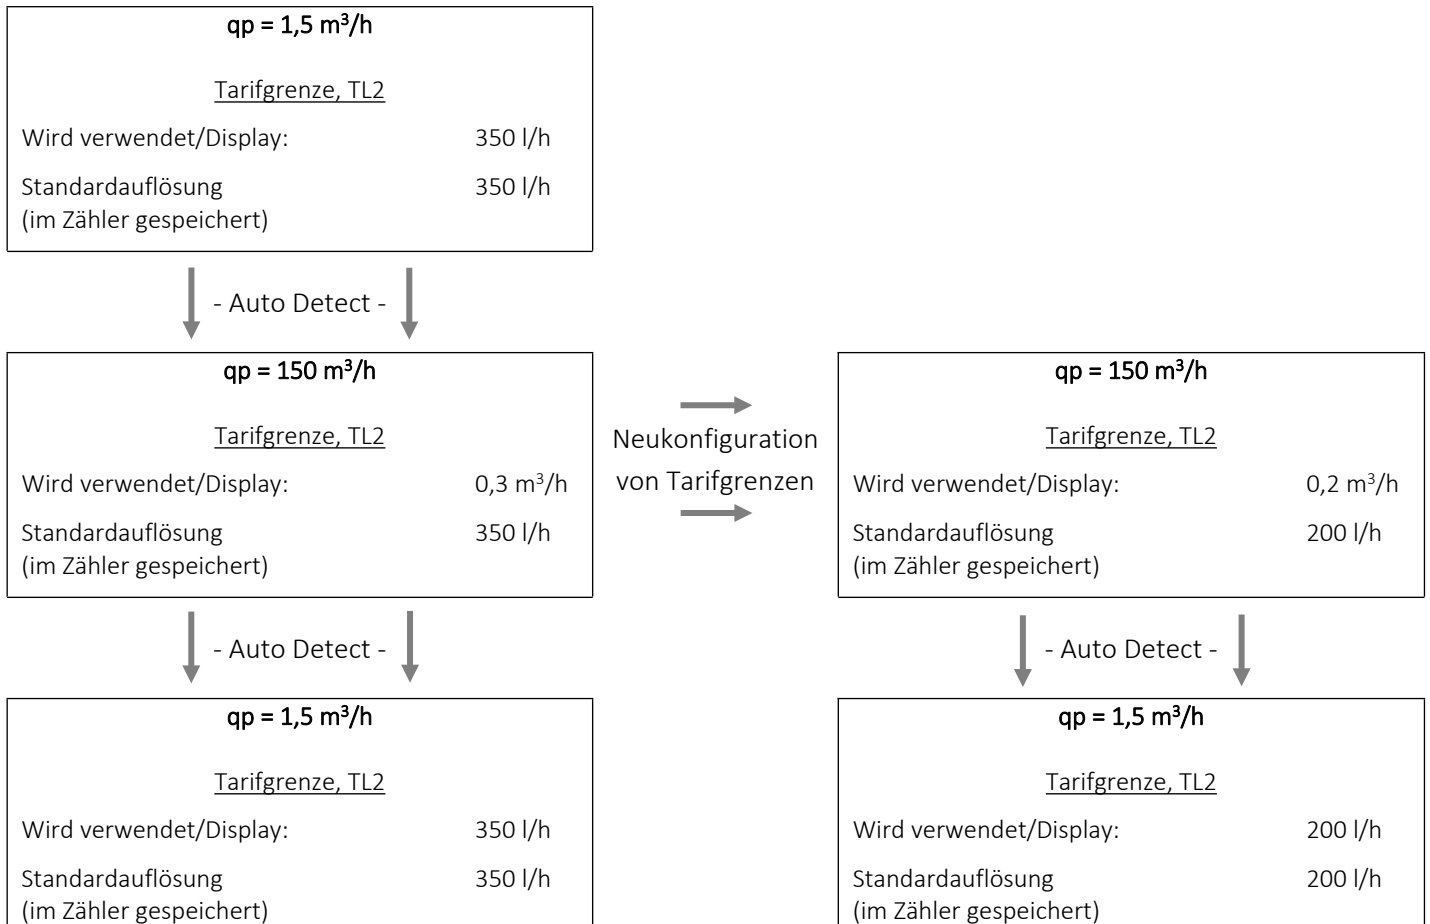 qp = 1,5 m³/h
Tarifgrenze, TL2
Wird verwendet/Display: 350 l/h
Standardauflösung 350 l/h
(im Zähler gespeichert)
- Auto Detect -
qp = 150 m³/h
Tarifgrenze, TL2
Wird verwendet/Display: 0,3 m³/h
Standardauflösung 350 l/h
(im Zähler gespeichert)
Neukonfiguration
von Tarifgrenzen
qp = 150 m³/h
Tarifgrenze, TL2
Wird verwendet/Display: 0,2 m³/h
Standardauflösung 200 l/h
(im Zähler gespeichert)
- Auto Detect -
- Auto Detect -
qp = 1,5 m³/h
Tarifgrenze, TL2
Wird verwendet/Display: 350 l/h
Standardauflösung 350 l/h
(im Zähler gespeichert)
qp = 1,5 m³/h
Tarifgrenze, TL2
Wird verwendet/Display: 200 l/h
Standardauflösung 200 l/h
(im Zähler gespeichert)